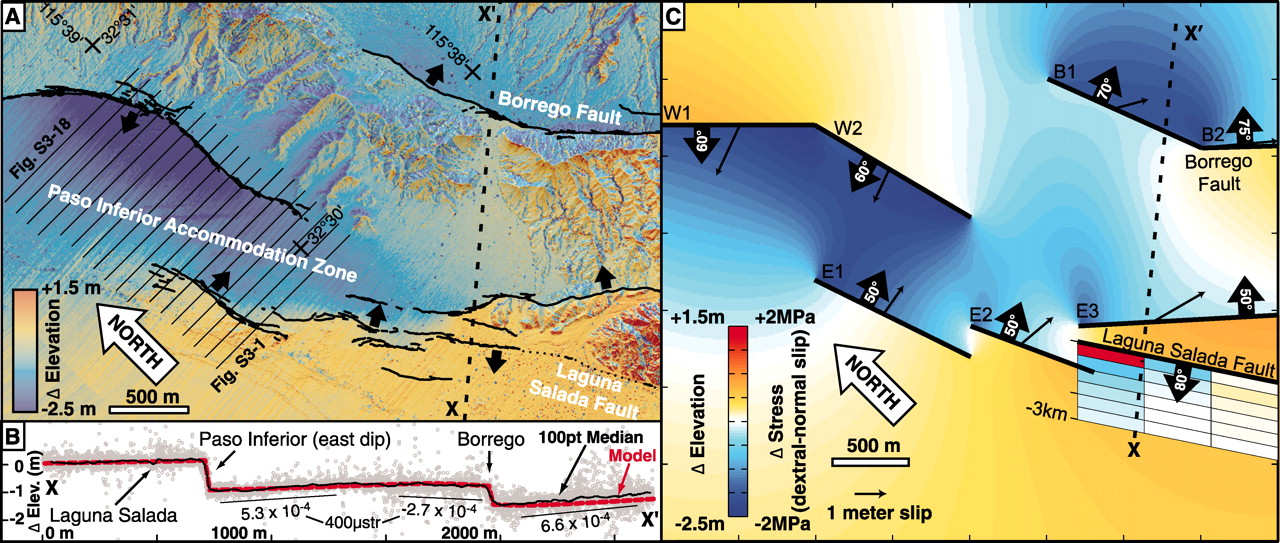 A
115°39'
32°31'
X'
115°38'
Borrego Fault
Fig. S3-18
Paso Inferior Accommodation Zone
32°30'
+1.5 m
Δ Elevation
-2.5 m
NORTH
500 m
Fig. S3-1
Laguna
Salada Fault
X
B
Δ Elev. (m)
0
-1
-2
X
Laguna Salada
Paso Inferior (east dip)
Borrego
100pt Median
Model
5.3 x 10⁻⁴
400µstr
-2.7 x 10⁻⁴
6.6 x 10⁻⁴
X'
0 m
1000 m
2000 m
C
X'
B1
70°
B2
75°
Borrego
Fault
W1
60°
W2
60°
E1
50°
E2
50°
E3
50°
Laguna Salada Fault
80°
-3km
X
+1.5m
+2MPa
Δ Elevation
Δ Stress
(dextral-normal slip)
-2.5m
-2MPa
NORTH
500 m
1 meter slip